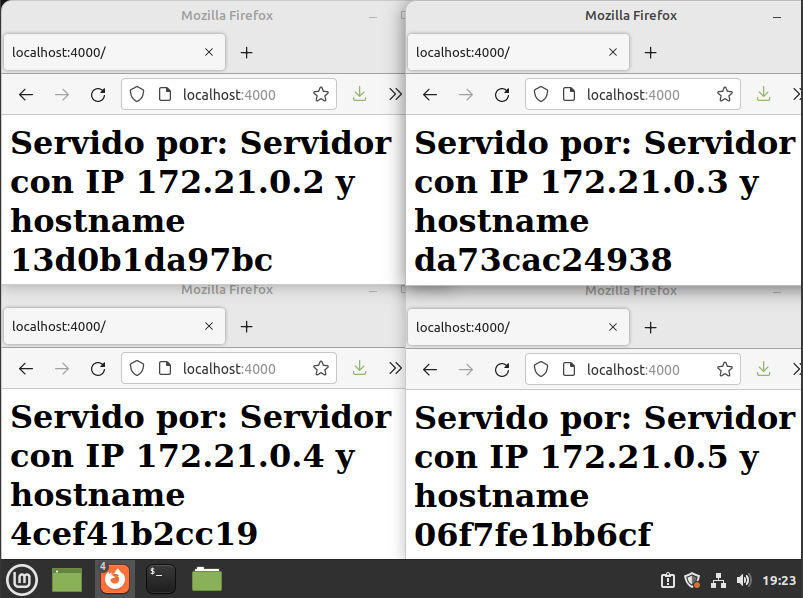 Mozilla Firefox
localhost:4000/
localhost:4000
Servido por: Servidor
con IP 172.21.0.2 y
hostname
13d0b1da97bc
Mozilla Firefox
localhost:4000/
localhost:4000
Servido por: Servidor
con IP 172.21.0.3 y
hostname
da73cac24938
Mozilla Firefox
localhost:4000/
localhost:4000
Servido por: Servidor
con IP 172.21.0.4 y
hostname
4cef41b2cc19
Mozilla Firefox
localhost:4000/
localhost:4000
Servido por: Servidor
con IP 172.21.0.5 y
hostname
06f7fe1bb6cf
4
$_
19:23